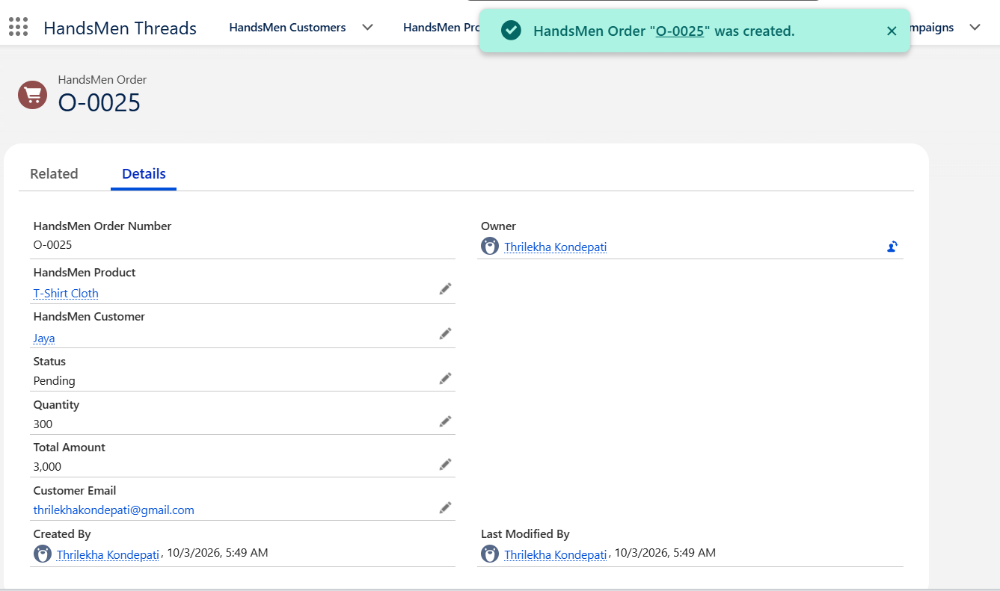 HandsMen Threads
HandsMen Customers
HandsMen Pro
HandsMen Order "O-0025" was created.
mpaigns
HandsMen Order
O-0025
Related
Details
HandsMen Order Number
O-0025
Owner
Thrilekha Kondepati
HandsMen Product
T-Shirt Cloth
HandsMen Customer
Jaya
Status
Pending
Quantity
300
Total Amount
3,000
Customer Email
thrilekhakondepati@gmail.com
Created By
Thrilekha Kondepati, 10/3/2026, 5:49 AM
Last Modified By
Thrilekha Kondepati, 10/3/2026, 5:49 AM